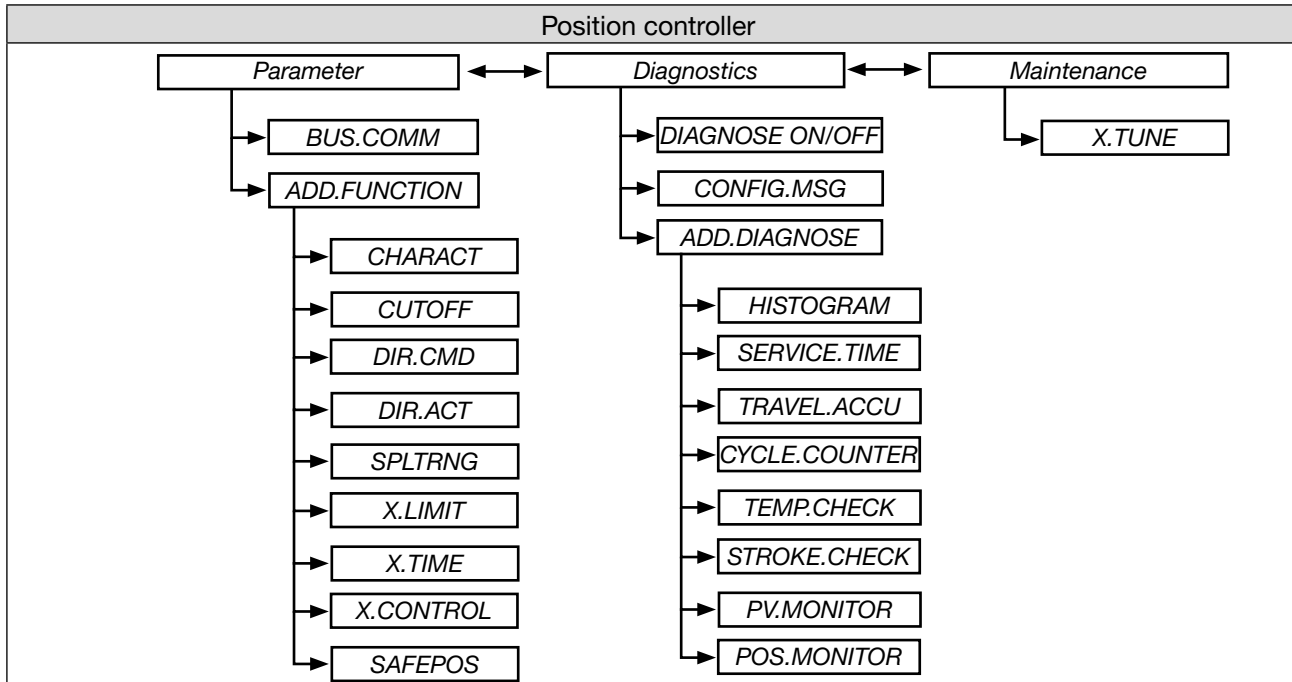 Position controller
Parameter
Diagnostics
Maintenance
BUS.COMM
ADD.FUNCTION
CHARACT
CUTOFF
DIR.CMD
DIR.ACT
SPLTRNG
X.LIMIT
X.TIME
X.CONTROL
SAFEPOS
DIAGNOSE ON/OFF
CONFIG.MSG
ADD.DIAGNOSE
HISTOGRAM
SERVICE.TIME
TRAVEL.ACCU
CYCLE.COUNTER
TEMP.CHECK
STROKE.CHECK
PV.MONITOR
POS.MONITOR
X.TUNE